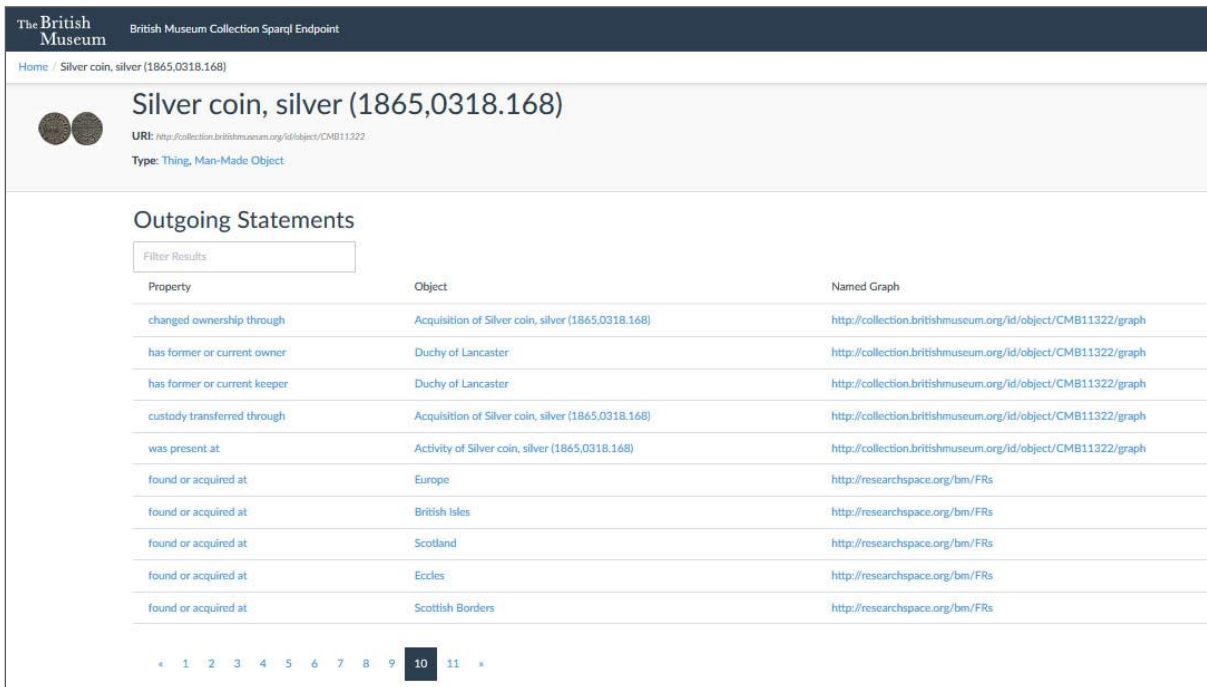 The British Museum
British Museum Collection Sparql Endpoint
Home / Silver coin, silver (1865,0318.168)
Silver coin, silver (1865,0318.168)
URI: http://collection.britishmuseum.org/id/object/CMB11322
Type: Thing, Man-Made Object
Outgoing Statements
Filter Results
Property Object Named Graph
changed ownership through Acquisition of Silver coin, silver (1865,0318.168) http://collection.britishmuseum.org/id/object/CMB11322/graph
has former or current owner Duchy of Lancaster http://collection.britishmuseum.org/id/object/CMB11322/graph
has former or current keeper Duchy of Lancaster http://collection.britishmuseum.org/id/object/CMB11322/graph
custody transferred through Acquisition of Silver coin, silver (1865,0318.168) http://collection.britishmuseum.org/id/object/CMB11322/graph
was present at Activity of Silver coin, silver (1865,0318.168) http://collection.britishmuseum.org/id/object/CMB11322/graph
found or acquired at Europe http://researchspace.org/bm/FRs
found or acquired at British Isles http://researchspace.org/bm/FRs
found or acquired at Scotland http://researchspace.org/bm/FRs
found or acquired at Eccles http://researchspace.org/bm/FRs
found or acquired at Scottish Borders http://researchspace.org/bm/FRs
« 1 2 3 4 5 6 7 8 9 10 11 »